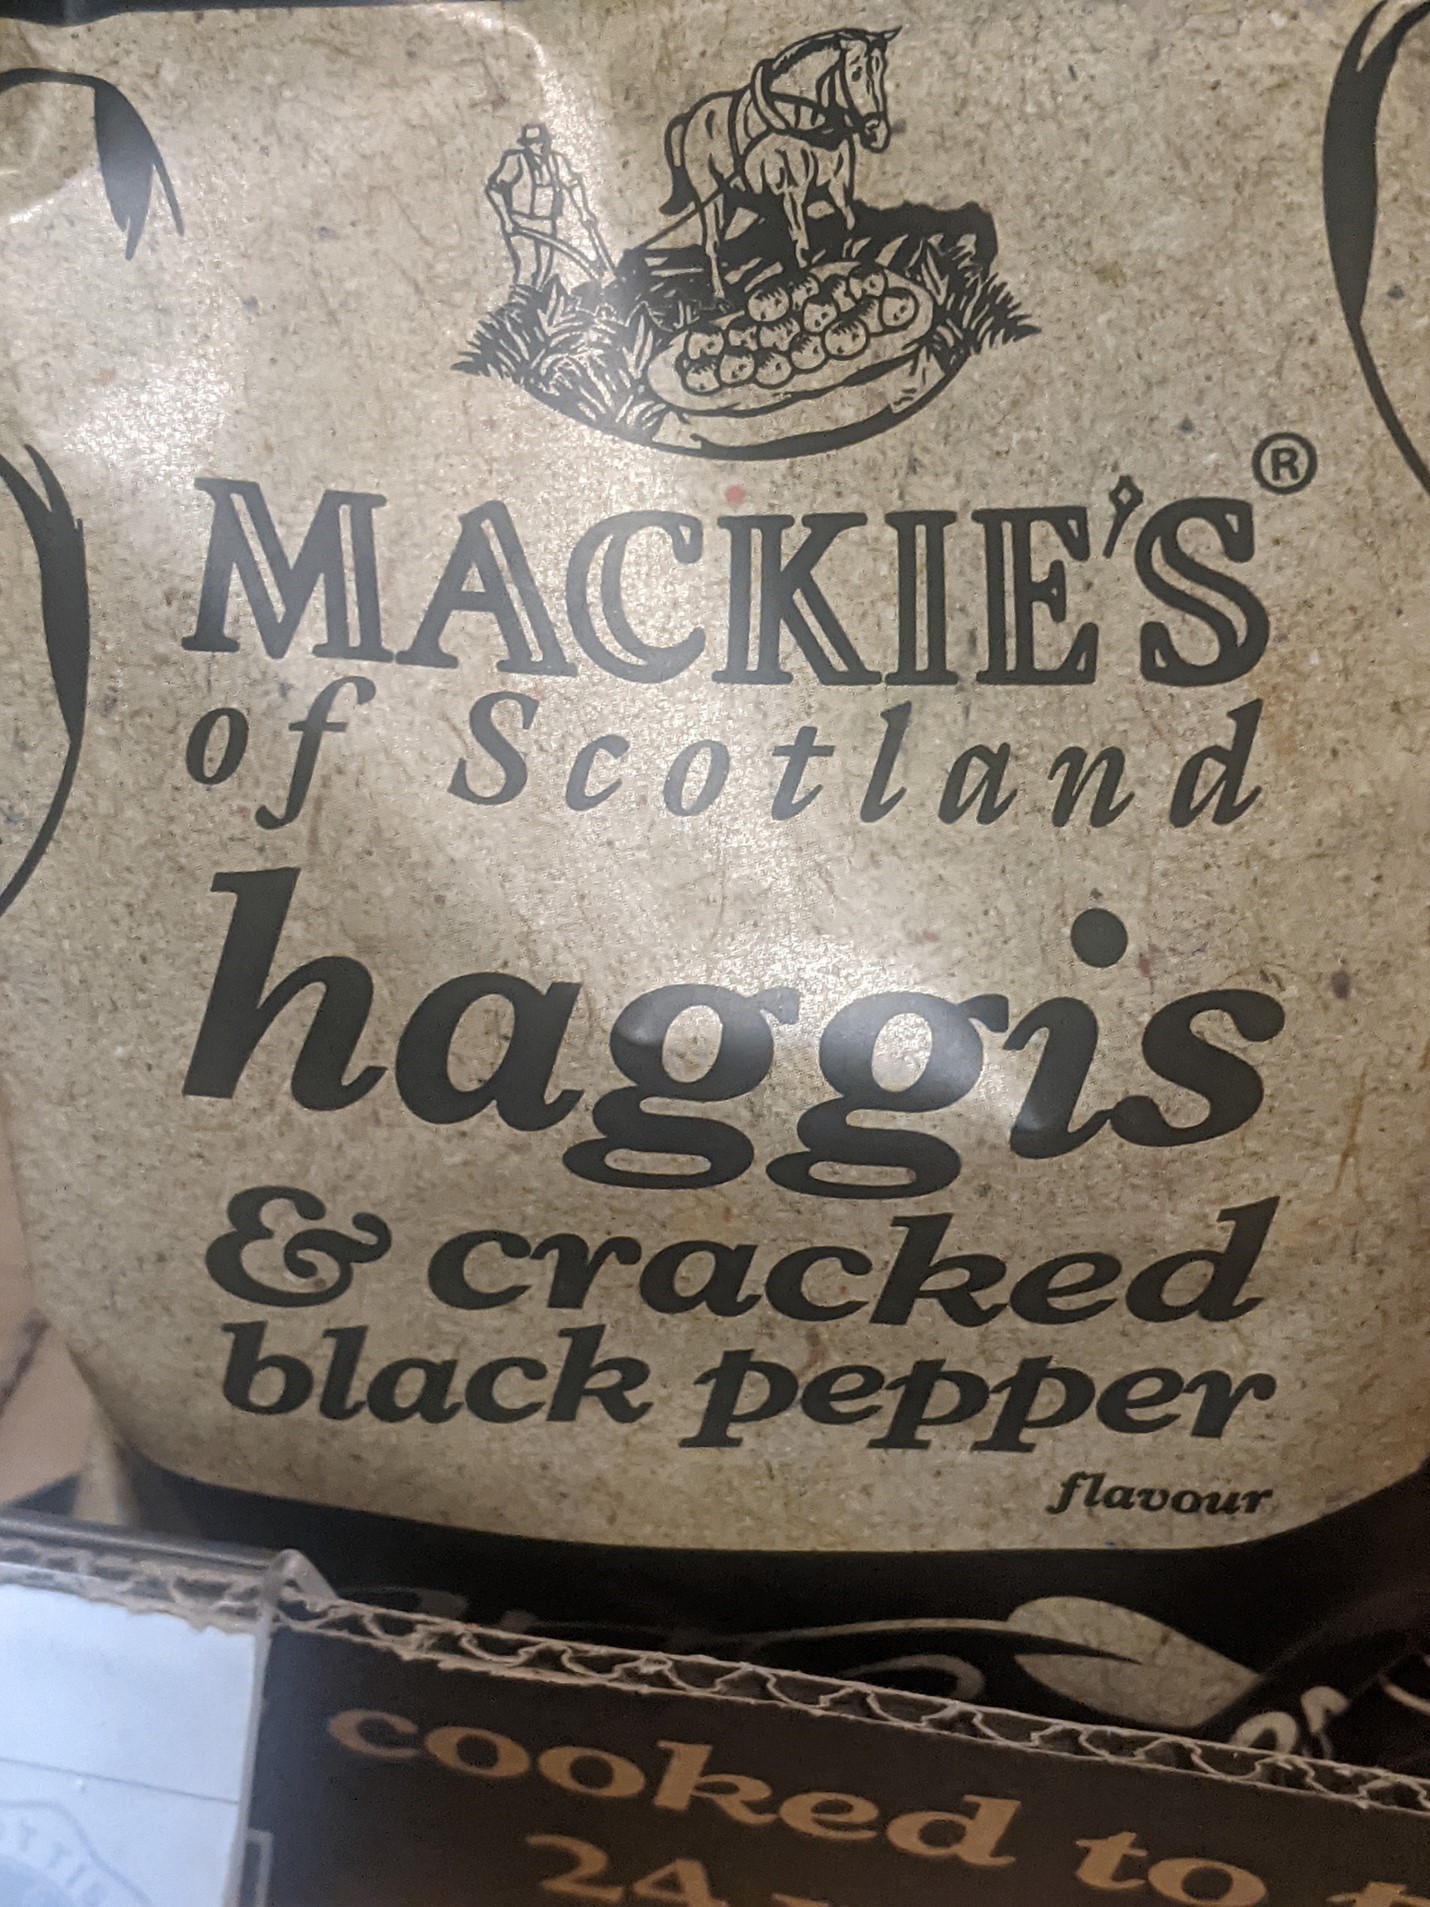 MACKIE'S®
of Scotland
haggis
& cracked
black pepper
flavour
cooked to